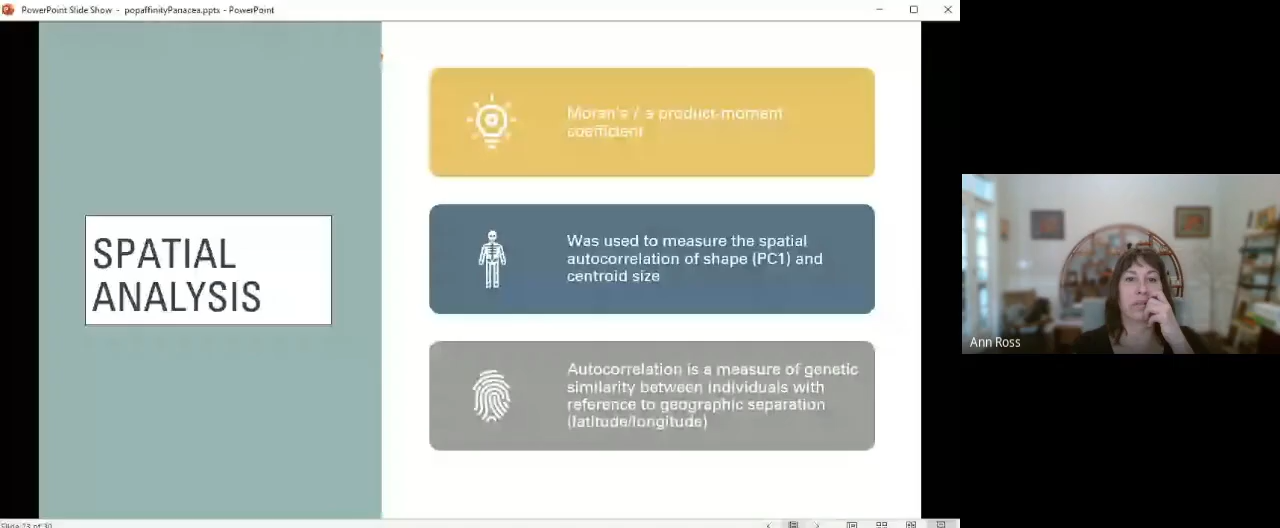 PowerPoint Slide Show - popaffinityPanacea.pptx - PowerPoint
SPATIAL
ANALYSIS
Moran's I a product-moment
coefficient
Was used to measure the spatial
autocorrelation of shape (PC1) and
centroid size
Autocorrelation is a measure of genetic
similarity between individuals with
reference to geographic separation
(latitude/longitude)
Ann Ross